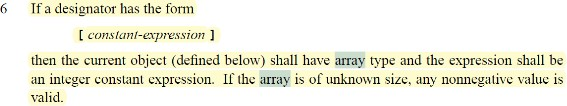 6 If a designator has the form
[ constant-expression ]
then the current object (defined below) shall have array type and the expression shall be
an integer constant expression. If the array is of unknown size, any nonnegative value is
valid.